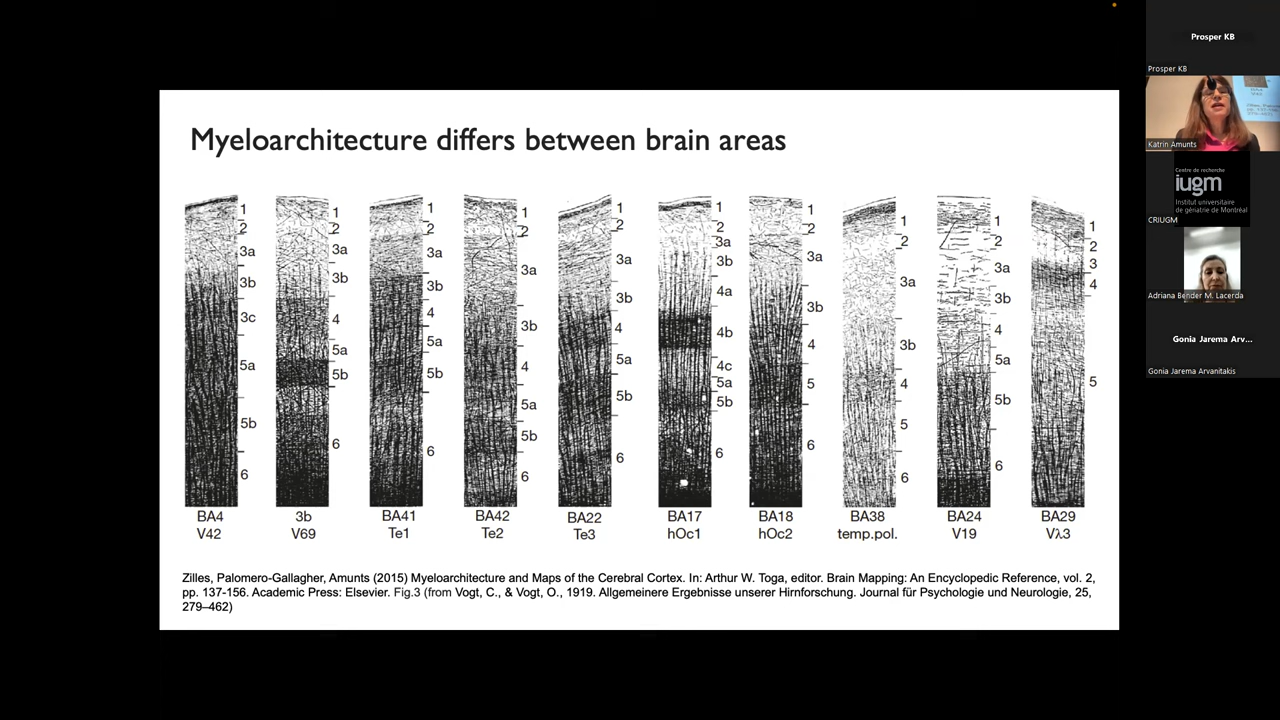 Myeloarchitecture differs between brain areas
1
2
3a
3b
3c
5a
5b
6
BA4
V42
1
2
3a
3b
4
5a
5b
6
3b
V69
1
2
3a
3b
4
5a
5b
6
BA41
Te1
1
2
3a
3b
4
5a
5b
6
BA42
Te2
1
2
3a
3b
4
5a
5b
6
BA22
Te3
1
2
3a
3b
4a
4b
4c
5a
5b
6
BA17
hOc1
1
2
3a
3b
4
5
6
BA18
hOc2
1
2
3a
3b
4
5
6
BA38
temp.pol.
1
2
3a
3b
4
5a
5b
6
BA24
V19
1
2
3
4
5
BA29
Vλ3
Zilles, Palomero-Gallagher, Amunts (2015) Myeloarchitecture and Maps of the Cerebral Cortex. In: Arthur W. Toga, editor. Brain Mapping: An Encyclopedic Reference, vol. 2,
pp. 137-156. Academic Press: Elsevier. Fig.3 (from Vogt, C., & Vogt, O., 1919. Allgemeinere Ergebnisse unserer Hirnforschung. Journal für Psychologie und Neurologie, 25,
279–462)
Prosper KB
Prosper KB
Katrin Amunts
Centre de recherche
iugm
Institut universitaire
de gériatrie de Montréal
CRIUGM
Adriana Bender M. Lacerda
Gonia Jarema Arv...
Gonia Jarema Arvanitakis